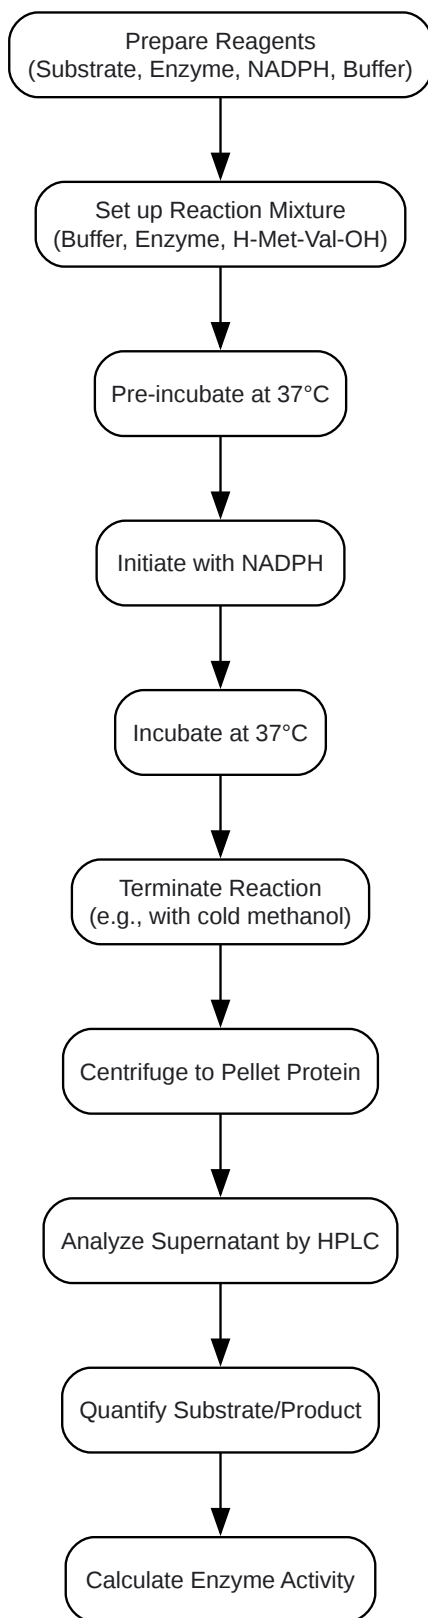 Prepare Reagents
(Substrate, Enzyme, NADPH, Buffer)
Set up Reaction Mixture
(Buffer, Enzyme, H-Met-Val-OH)
Pre-incubate at 37°C
Initiate with NADPH
Incubate at 37°C
Terminate Reaction
(e.g., with cold methanol)
Centrifuge to Pellet Protein
Analyze Supernatant by HPLC
Quantify Substrate/Product
Calculate Enzyme Activity